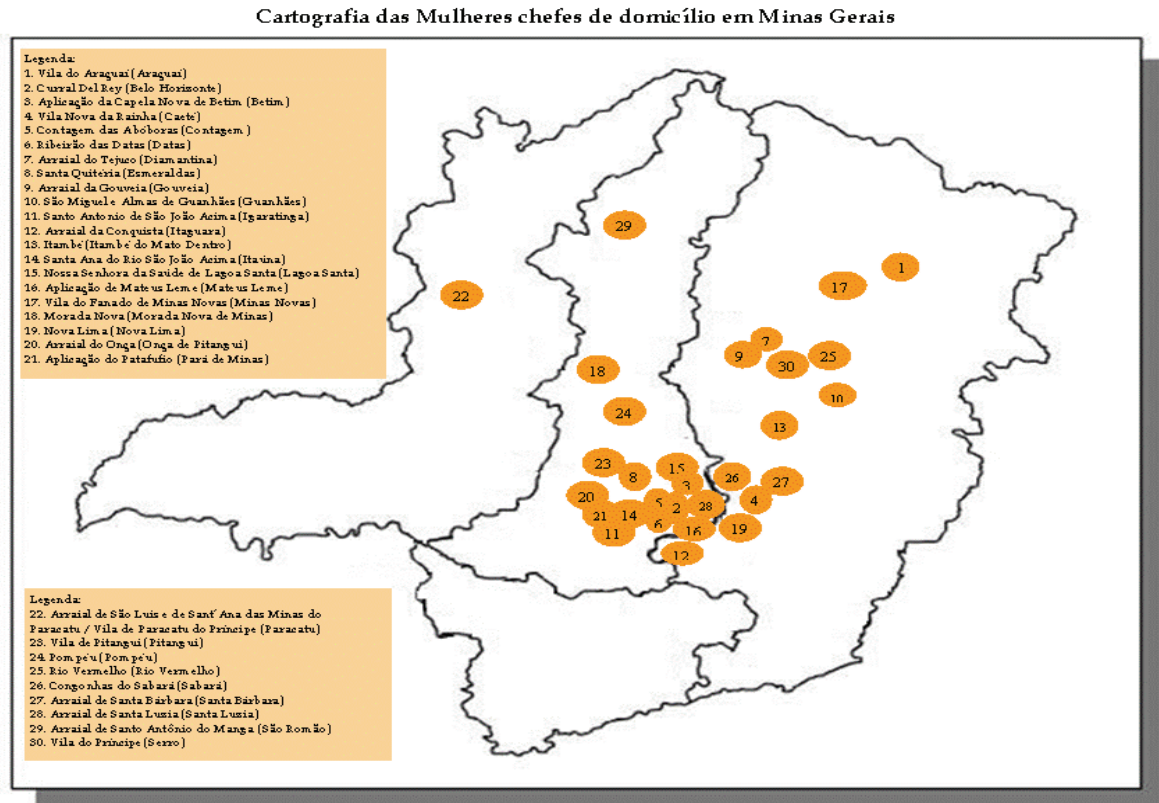 Cartografia das Mulheres chefes de domicílio em Minas Gerais
Legenda:
1. Vila do Araguaí (Araguaí)
2. Curral Del Rey (Belo Horizonte)
3. Aplicação da Capela Nova de Betim (Betim)
4. Vila Nova da Rainha (Caeté)
5. Contagem das Abóboras (Contagem)
6. Ribeirão das Datas (Datas)
7. Arraial do Tejuco (Diamantina)
8. Santa Quitéria (Esmeraldas)
9. Arraial da Gouveia (Gouveia)
10. São Miguel e Almas de Guanhães (Guanhães)
11. Santo Antonio de São João Acima (Igaratinga)
12. Arraial da Conquista (Itaguara)
13. Itambé (Itambé do Mato Dentro)
14. Santa Ana do Rio São João Acima (Itaúna)
15. Nossa Senhora da Saúde de Lagoa Santa (Lagoa Santa)
16. Aplicação de Mateus Leme (Mateus Leme)
17. Vila do Fanado de Minas Novas (Minas Novas)
18. Morada Nova (Morada Nova de Minas)
19. Nova Lima (Nova Lima)
20. Arraial do Onça (Onça de Pitangui)
21. Aplicação do Patafufio (Pará de Minas)
29
1
17
22
7
9
30
25
18
10
24
13
23
15
8
26
3
27
20
5
2
28
4
21
14
6
16
19
11
12
Legenda:
22. Arraial de São Luis e de Sant' Ana das Minas do
Paracatu / Vila de Paracatu do Príncipe (Paracatu)
23. Vila de Pitangui (Pitangui)
24. Pompéu (Pompéu)
25. Rio Vermelho (Rio Vermelho)
26. Congonhas do Sabará (Sabará)
27. Arraial de Santa Bárbara (Santa Bárbara)
28. Arraial de Santa Luzia (Santa Luzia)
29. Arraial de Santo Antônio do Manga (São Romão)
30. Vila do Príncipe (Serro)